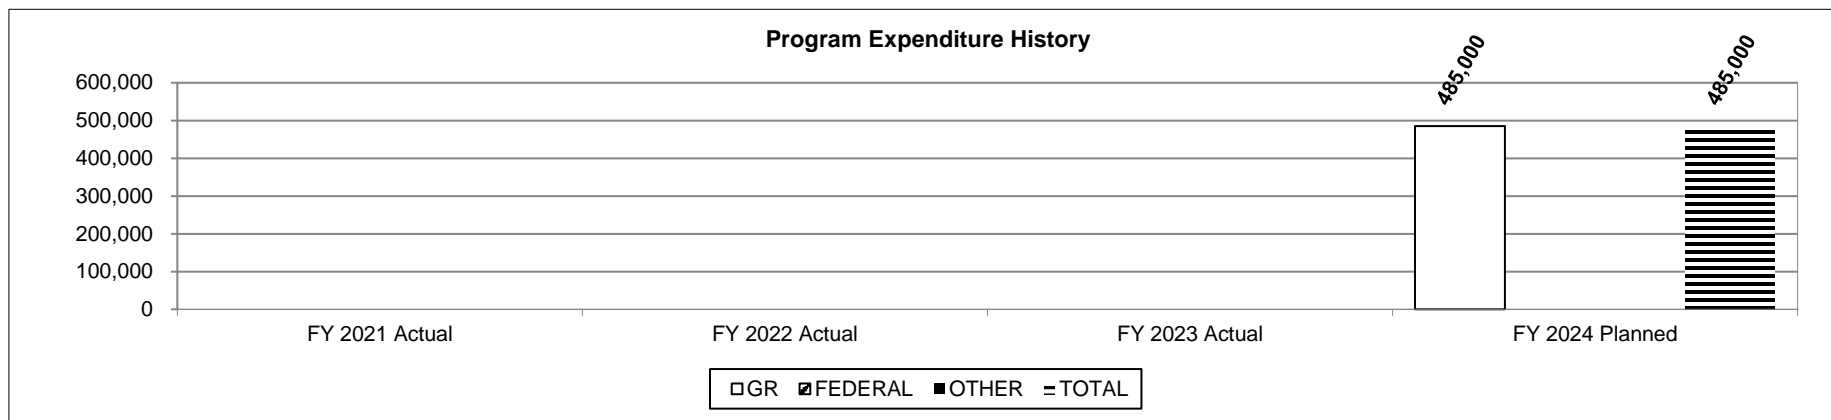 Program Expenditure History
485,000
485,000
600,000
500,000
400,000
300,000
200,000
100,000
0
FY 2021 Actual
FY 2022 Actual
FY 2023 Actual
FY 2024 Planned
GR FEDERAL OTHER TOTAL